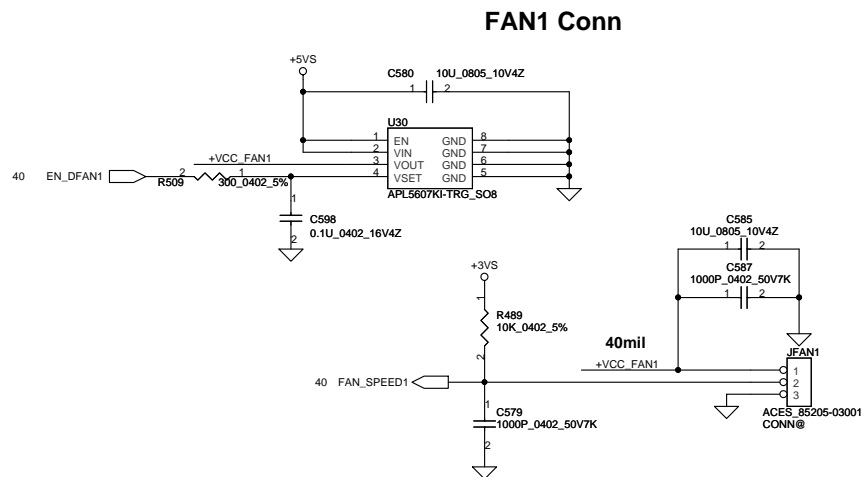 FAN1 Conn
+5VS
C580 10U_0805_10V4Z
1 2
U30
1 EN GND 8
2 VIN GND 7
+VCC_FAN1 3 VOUT GND 6
40 EN_DFAN1 2 1 4 VSET GND 5
R509 300_0402_5% APL5607KI-TRG_SO8
1
C598
0.1U_0402_16V4Z
2
C585
10U_0805_10V4Z
1 2
C587
1000P_0402_50V7K
1 2
+3VS
1
R489
10K_0402_5%
2
40mil
+VCC_FAN1
JFAN1
1
40 FAN_SPEED1 2
3
1
C579
1000P_0402_50V7K
2
ACES_85205-03001
CONN@